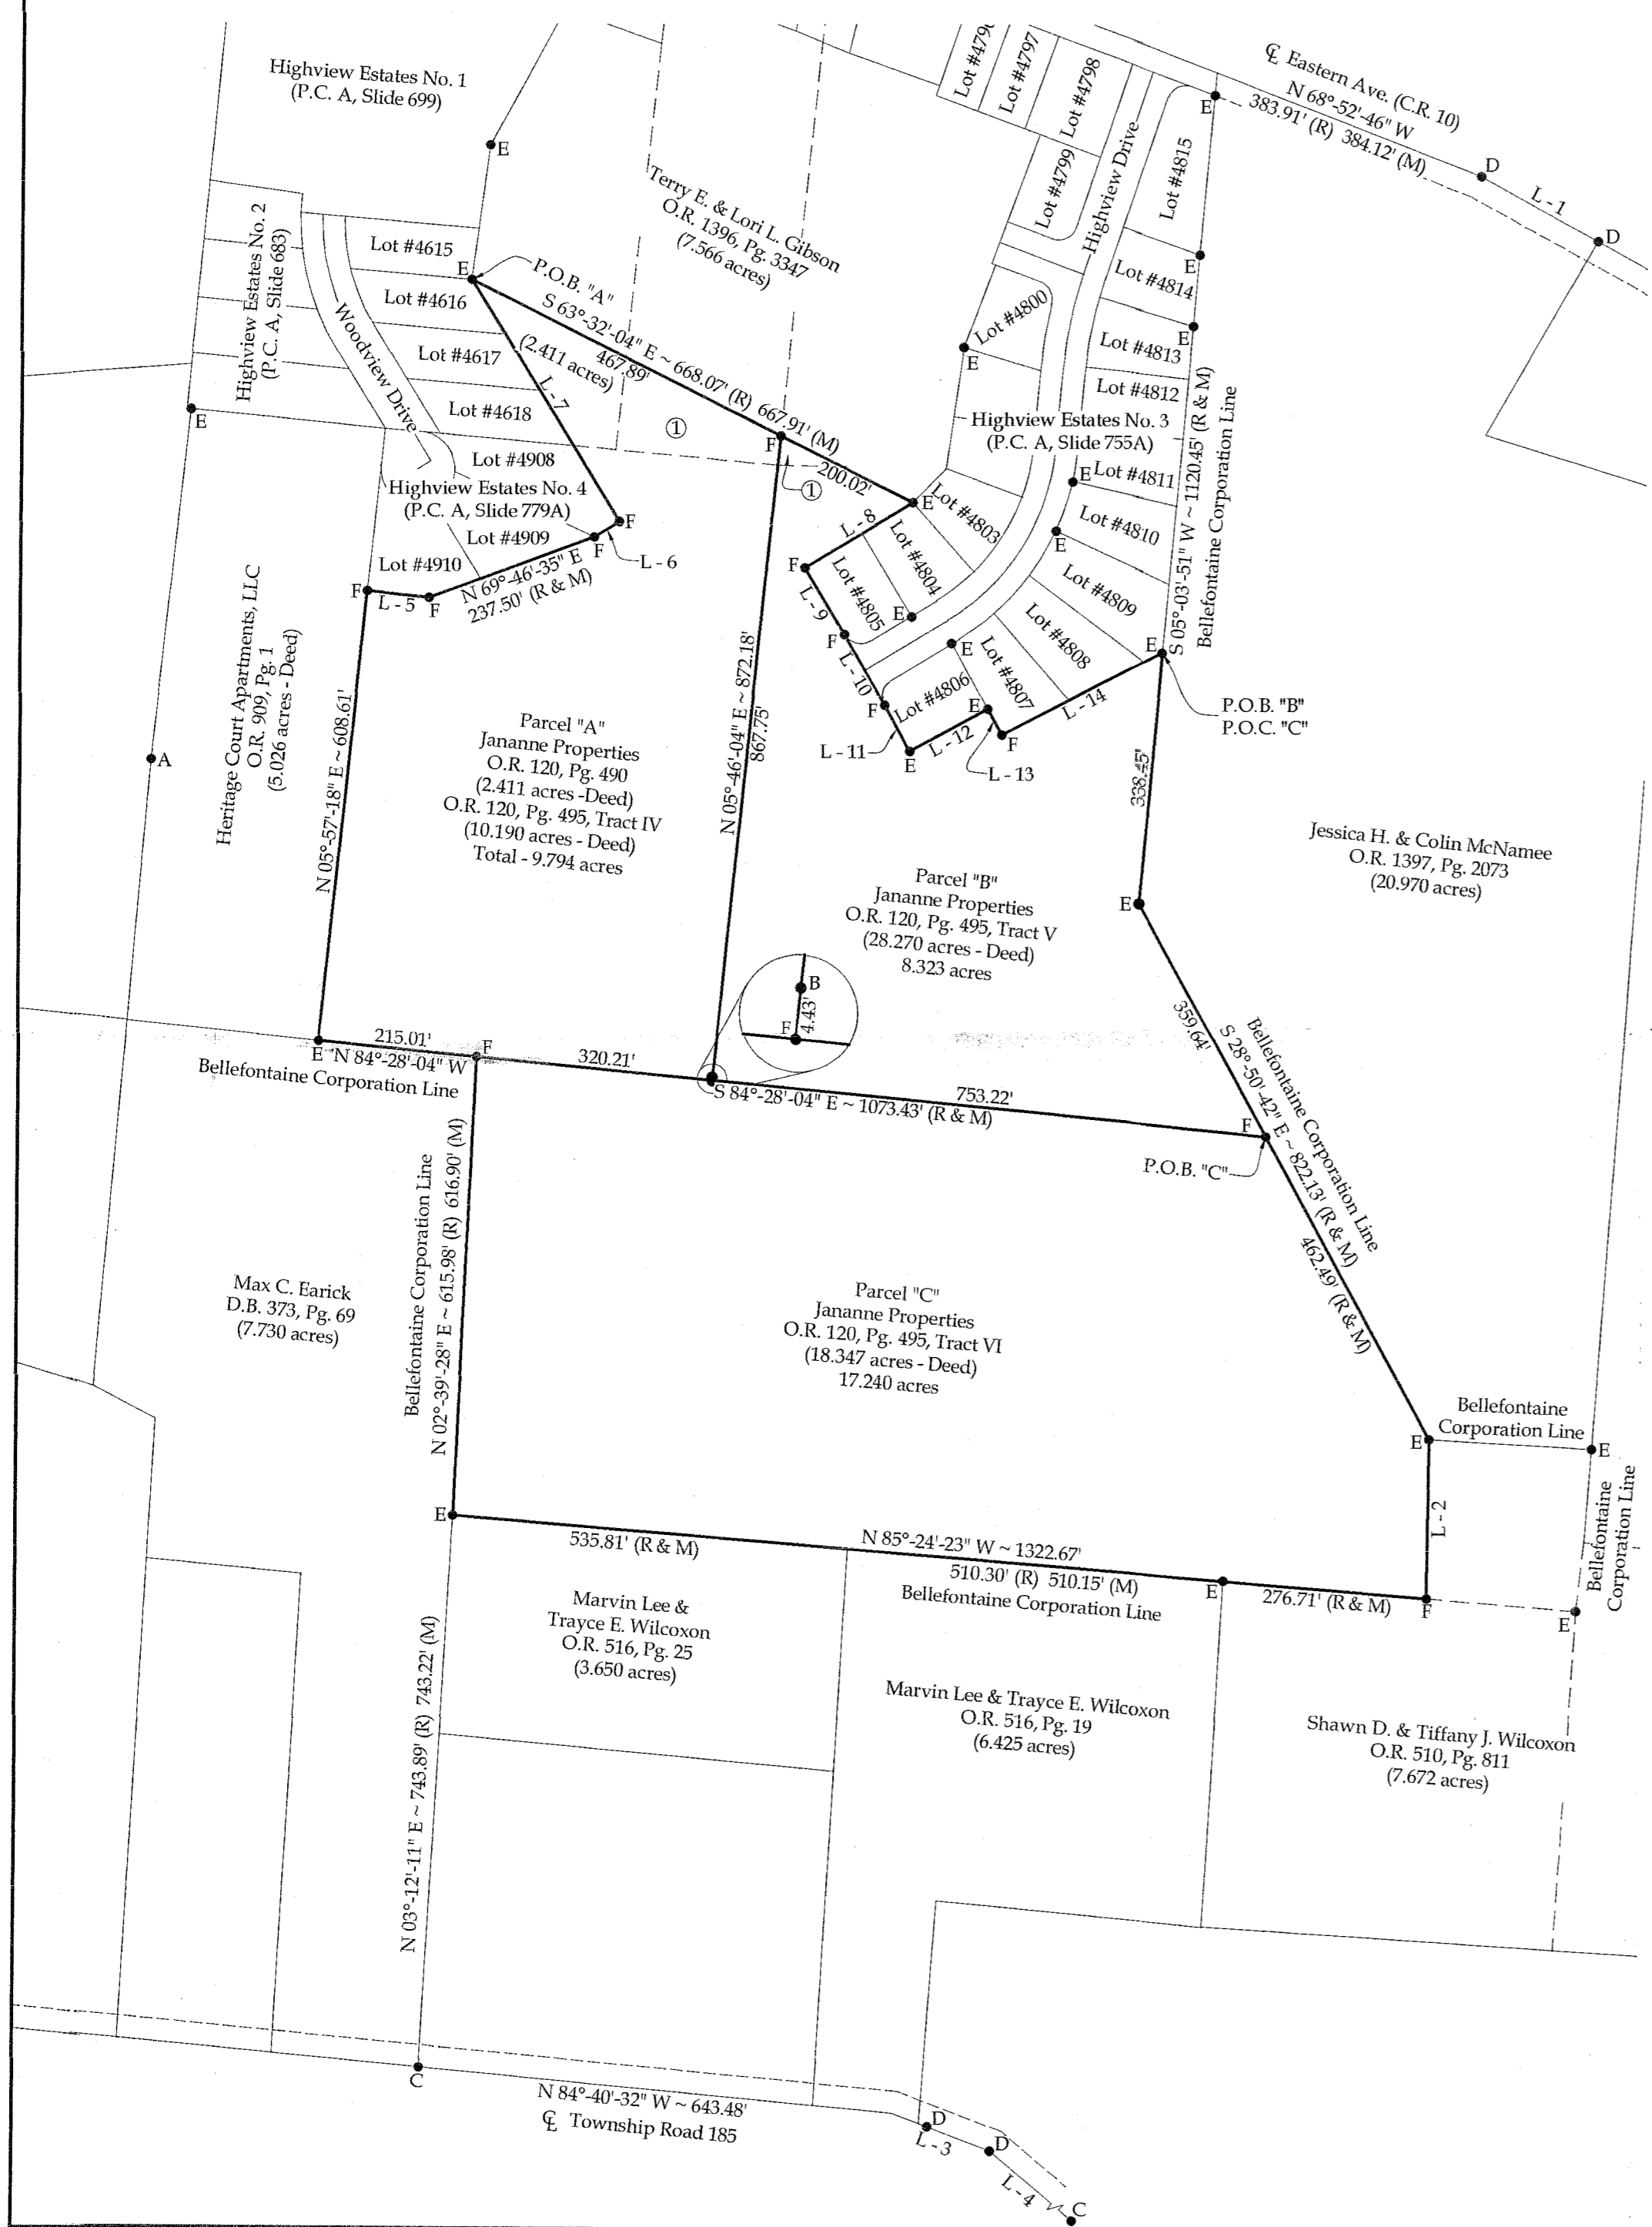 Highview Estates No. 1
(P.C. A, Slide 699)
Lot #4797
Lot #4798
Lot #4799
℄ Eastern Ave. (C.R. 10)
N 68°-52'-46" W
383.91' (R) 384.12' (M)
E
D
L - 1
D
E
Highview Drive
Lot #4815
E
Lot #4814
E
Lot #4813
Lot #4812
Highview Estates No. 2
(P.C. A, Slide 683)
Lot #4615
Lot #4616
Lot #4617
Lot #4618
Woodview Drive
E
P.O.B. "A"
Terry E. & Lori L. Gibson
O.R. 1396, Pg. 3347
(7.566 acres)
S 63°-32'-04" E ~ 668.07' (R) 667.91' (M)
467.89'
(2.411 acres)
L - 7
①
F
200.02'
①
Lot #4800
E
Highview Estates No. 3
(P.C. A, Slide 755A)
S 05°-03'-51" W ~ 1120.45' (R & M)
Bellefontaine Corporation Line
E
Lot #4908
Highview Estates No. 4
(P.C. A, Slide 779A)
Lot #4909
Lot #4910
F
F
L - 6
N 69°-46'-35" E
237.50' (R & M)
F
L - 5
F
E
Lot #4811
Lot #4810
E
Lot #4809
Lot #4808
Lot #4807
Lot #4806
E
E
Lot #4803
Lot #4804
Lot #4805
E
L - 8
F
L - 9
F
L - 10
F
L - 11
E
L - 12
E
L - 13
F
L - 14
E
P.O.B. "B"
P.O.C. "C"
Heritage Court Apartments, LLC
O.R. 909, Pg. 1
(5.026 acres - Deed)
A
N 05°-57'-18" E ~ 608.61'
Parcel "A"
Jananne Properties
O.R. 120, Pg. 490
(2.411 acres -Deed)
O.R. 120, Pg. 495, Tract IV
(10.190 acres - Deed)
Total - 9.794 acres
N 05°-46'-04" E ~ 872.18'
867.75'
338.45'
E
Jessica H. & Colin McNamee
O.R. 1397, Pg. 2073
(20.970 acres)
Parcel "B"
Jananne Properties
O.R. 120, Pg. 495, Tract V
(28.270 acres - Deed)
8.323 acres
B
F
4.43'
359.64'
Bellefontaine Corporation Line
S 28°-50'-42" E ~ 822.13' (R & M)
462.49' (R & M)
215.01'
E
N 84°-28'-04" W
F
320.21'
Bellefontaine Corporation Line
753.22'
S 84°-28'-04" E ~ 1073.43' (R & M)
F
P.O.B. "C"
Bellefontaine Corporation Line
N 02°-39'-28" E ~ 615.98' (R) 616.90' (M)
Max C. Earick
D.B. 373, Pg. 69
(7.730 acres)
Parcel "C"
Jananne Properties
O.R. 120, Pg. 495, Tract VI
(18.347 acres - Deed)
17.240 acres
Bellefontaine
Corporation Line
E
E
L - 2
Bellefontaine
Corporation Line
E
535.81' (R & M)
N 85°-24'-23" W ~ 1322.67'
510.30' (R) 510.15' (M)
Bellefontaine Corporation Line
E
276.71' (R & M)
F
E
Marvin Lee &
Trayce E. Wilcoxon
O.R. 516, Pg. 25
(3.650 acres)
Marvin Lee & Trayce E. Wilcoxon
O.R. 516, Pg. 19
(6.425 acres)
Shawn D. & Tiffany J. Wilcoxon
O.R. 510, Pg. 811
(7.672 acres)
N 03°-12'-11" E ~ 743.89' (R) 743.22' (M)
C
N 84°-40'-32" W ~ 643.48'
℄ Township Road 185
D
L - 3
D
L - 4
C